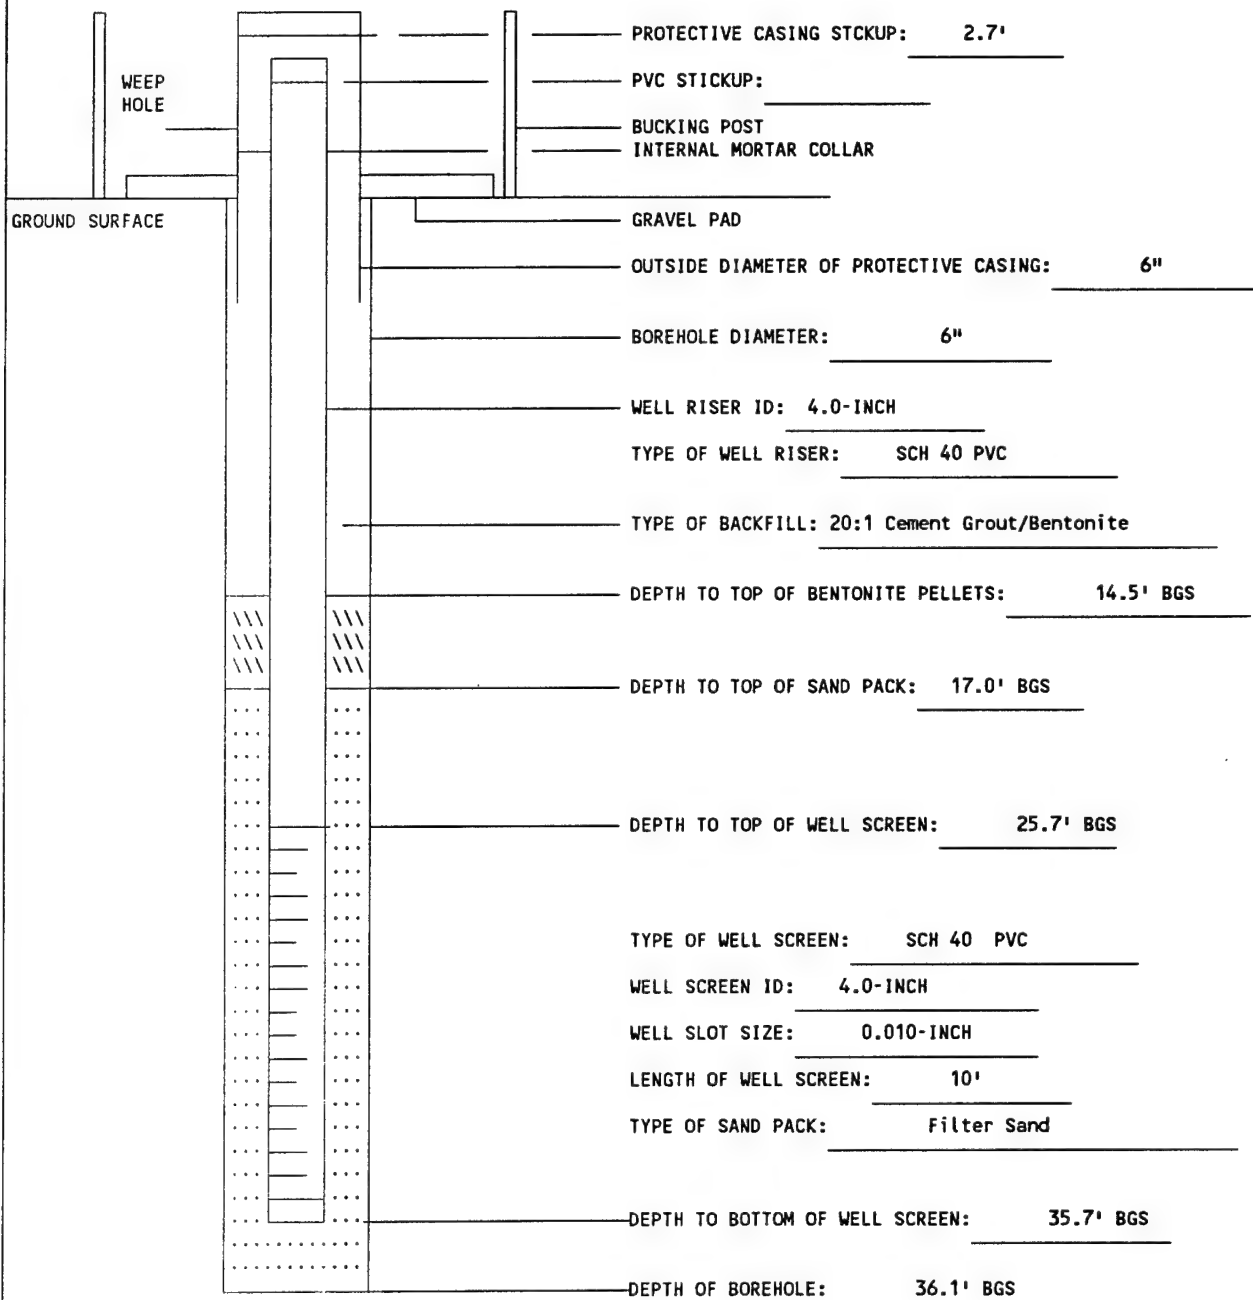 PROTECTIVE CASING STCKUP: 2.7'
WEEP
HOLE
PVC STICKUP:
BUCKING POST
INTERNAL MORTAR COLLAR
GROUND SURFACE
GRAVEL PAD
OUTSIDE DIAMETER OF PROTECTIVE CASING: 6"
BOREHOLE DIAMETER: 6"
WELL RISER ID: 4.0-INCH
TYPE OF WELL RISER: SCH 40 PVC
TYPE OF BACKFILL: 20:1 Cement Grout/Bentonite
DEPTH TO TOP OF BENTONITE PELLETS: 14.5' BGS
DEPTH TO TOP OF SAND PACK: 17.0' BGS
DEPTH TO TOP OF WELL SCREEN: 25.7' BGS
TYPE OF WELL SCREEN: SCH 40 PVC
WELL SCREEN ID: 4.0-INCH
WELL SLOT SIZE: 0.010-INCH
LENGTH OF WELL SCREEN: 10'
TYPE OF SAND PACK: Filter Sand
DEPTH TO BOTTOM OF WELL SCREEN: 35.7' BGS
DEPTH OF BOREHOLE: 36.1' BGS